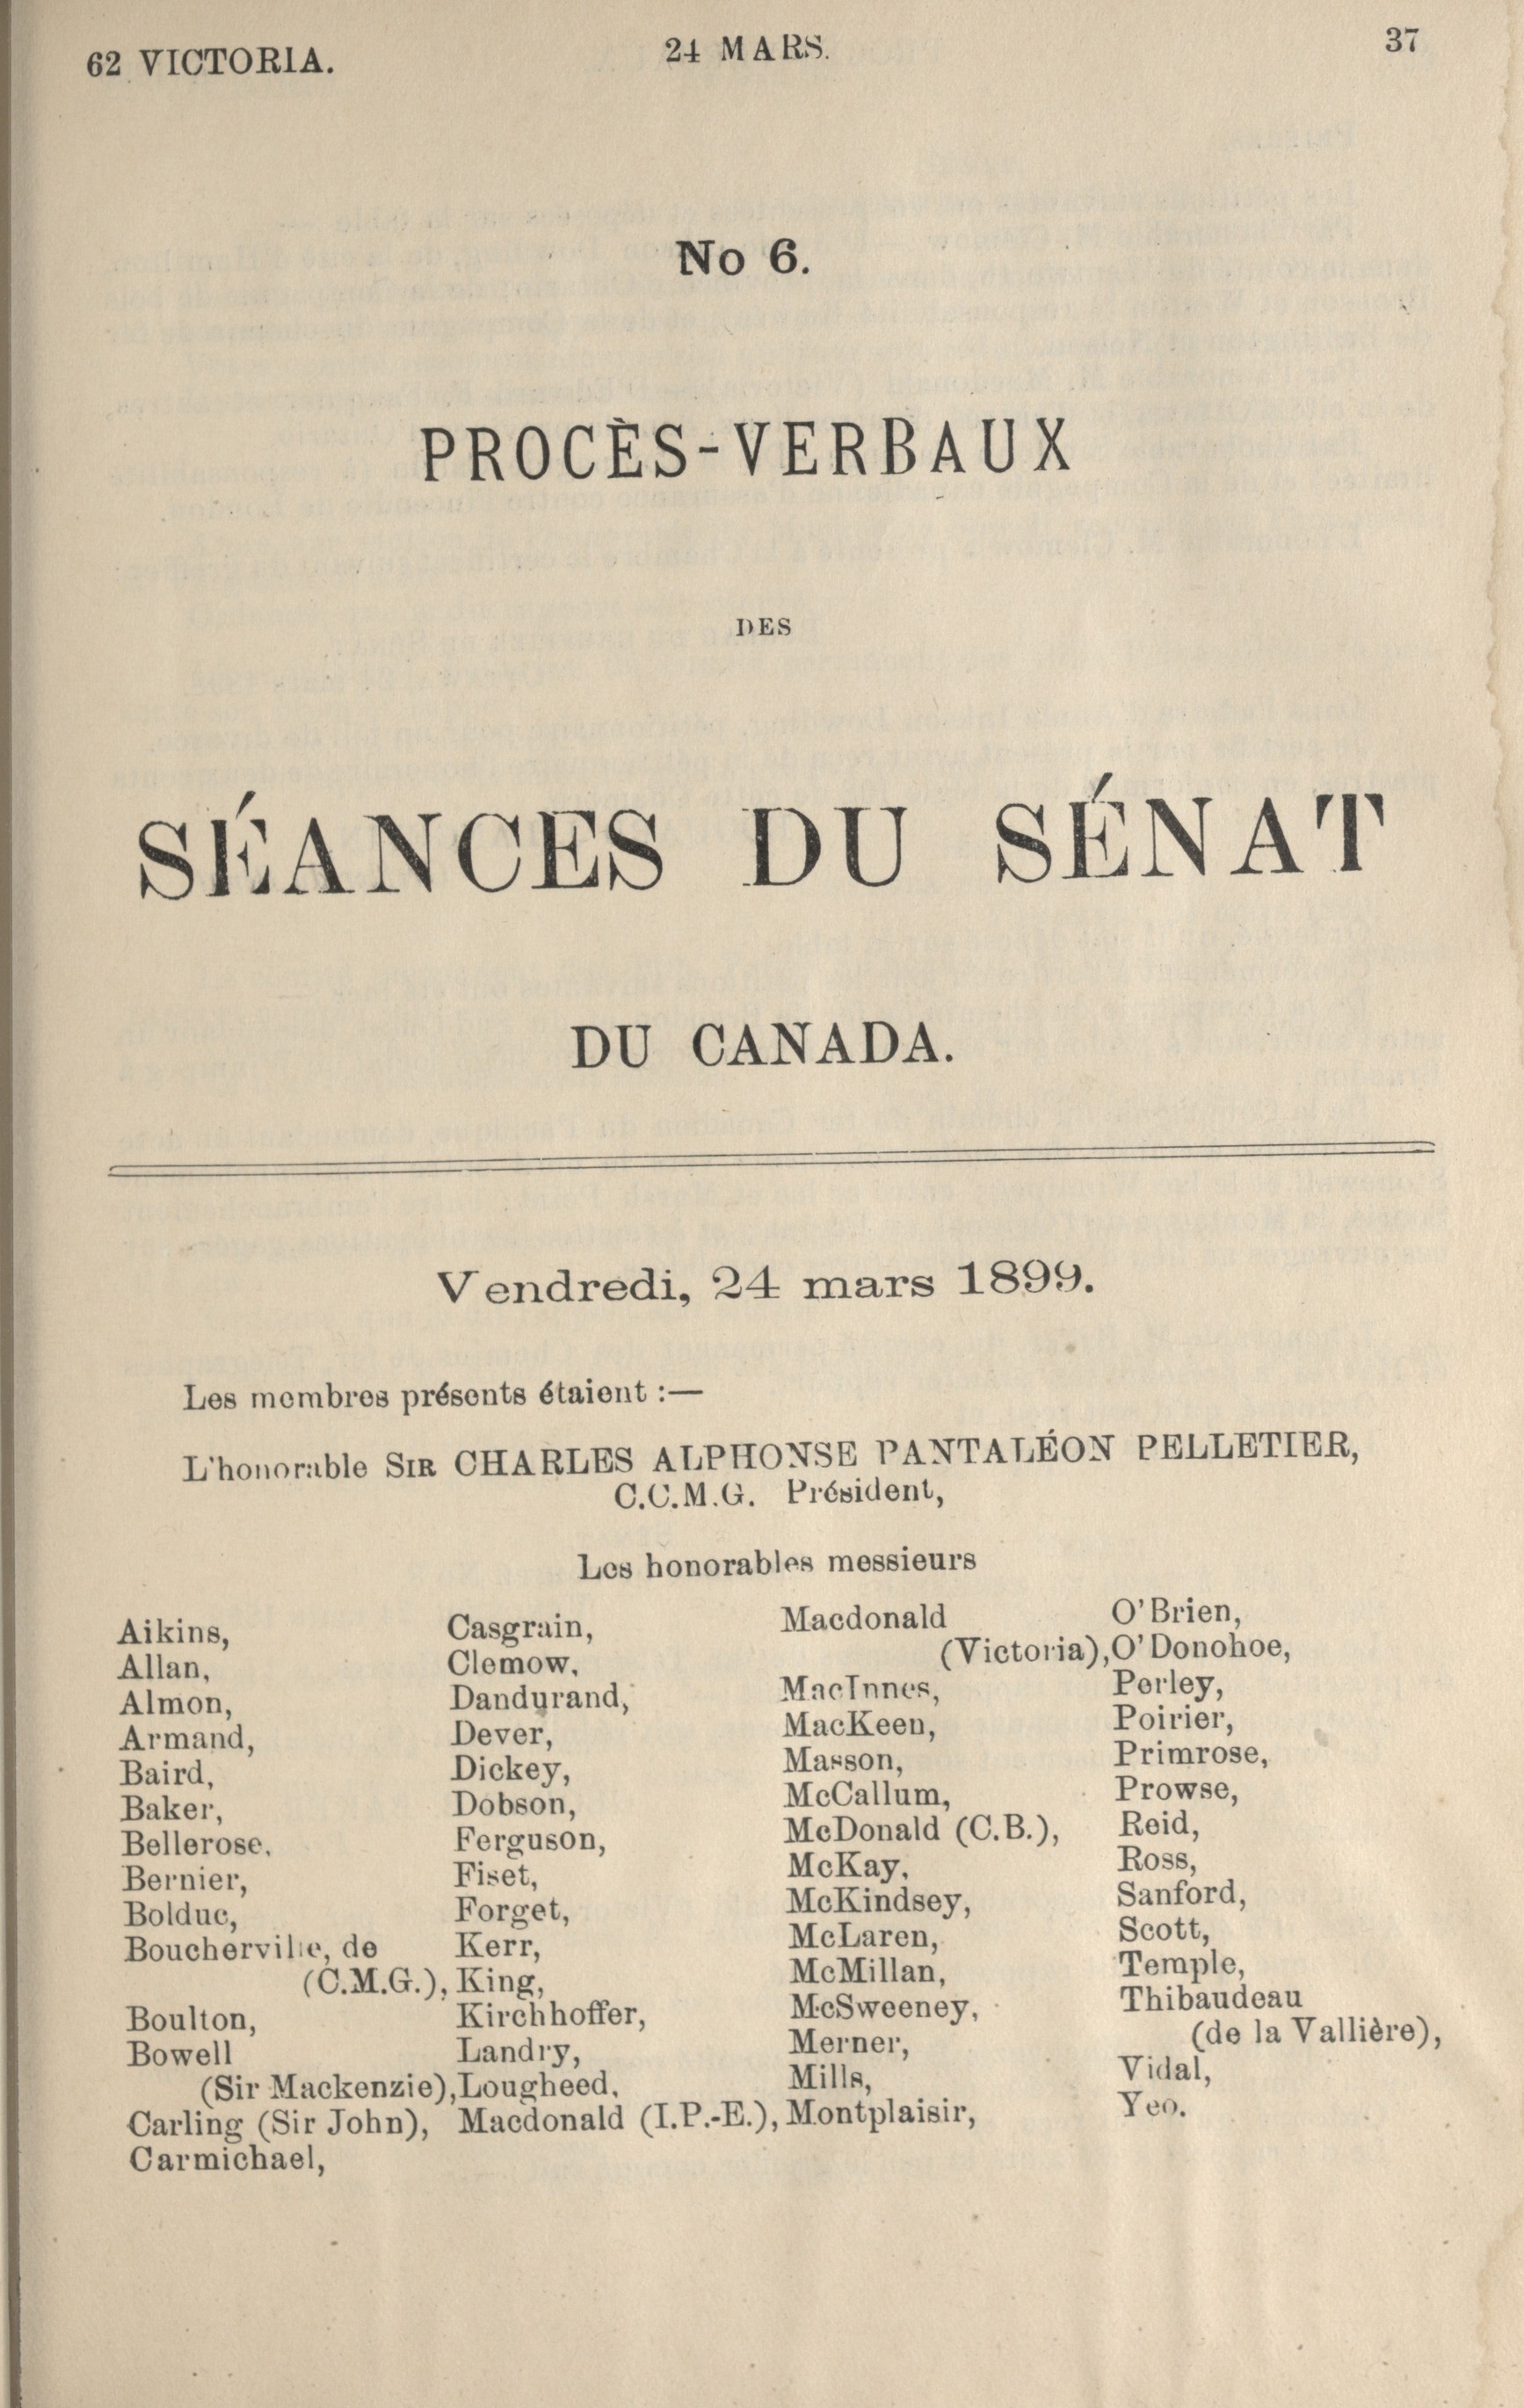 62 VICTORIA.
24 MARS.
37
No 6.
PROCÈS-VERBAUX
DES
SÉANCES DU SÉNAT
DU CANADA.
Vendredi, 24 mars 1899.
Les membres présents étaient :—
L'honorable SIR CHARLES ALPHONSE PANTALÉON PELLETIER,
C.C.M.G. Président,
Les honorables messieurs
Aikins,
Allan,
Almon,
Armand,
Baird,
Baker,
Bellerose,
Bernier,
Bolduc,
Boucherville, de
(C.M.G.),
Boulton,
Bowell
(Sir Mackenzie),
Carling (Sir John),
Carmichael,
Casgrain,
Clemow,
Dandurand,
Dever,
Dickey,
Dobson,
Ferguson,
Fiset,
Forget,
Kerr,
King,
Kirchhoffer,
Landry,
Lougheed,
Macdonald (I.P.-E.),
Macdonald
(Victoria),
MacInnes,
MacKeen,
Masson,
McCallum,
McDonald (C.B.),
McKay,
McKindsey,
McLaren,
McMillan,
McSweeney,
Merner,
Mills,
Montplaisir,
O'Brien,
O'Donohoe,
Perley,
Poirier,
Primrose,
Prowse,
Reid,
Ross,
Sanford,
Scott,
Temple,
Thibaudeau
(de la Vallière),
Vidal,
Yeo.